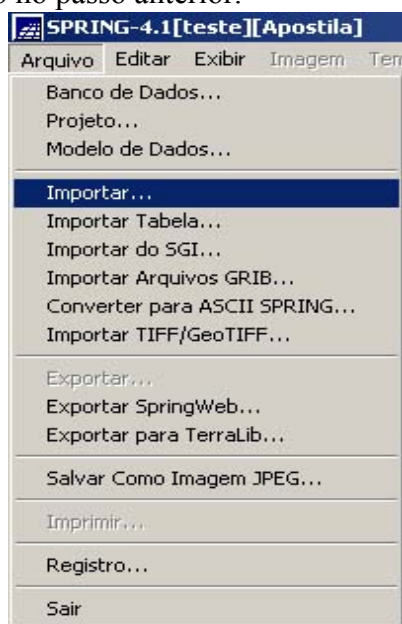 o no passo anterior.
SPRING-4.1[teste][Apostila]
Arquivo Editar Exibir Imagem Ter
Banco de Dados...
Projeto...
Modelo de Dados...
Importar...
Importar Tabela...
Importar do SGI...
Importar Arquivos GRIB...
Converter para ASCII SPRING...
Importar TIFF/GeoTIFF...
Exportar...
Exportar SpringWeb...
Exportar para TerraLib...
Salvar Como Imagem JPEG...
Imprimir...
Registro...
Sair